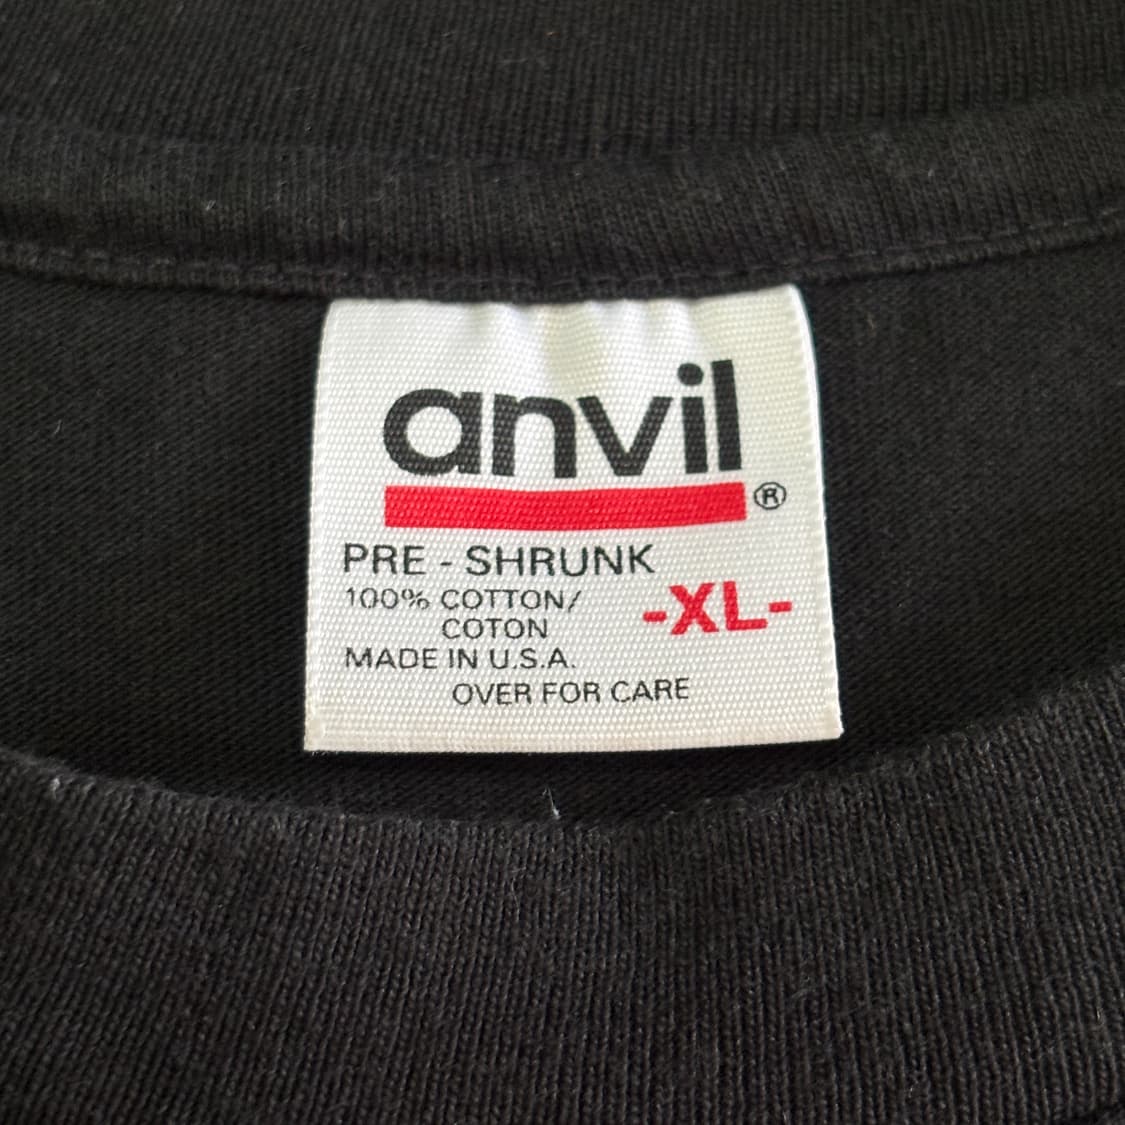 anvil
®
PRE - SHRUNK
100% COTTON/
COTON
-XL-
MADE IN U.S.A.
OVER FOR CARE